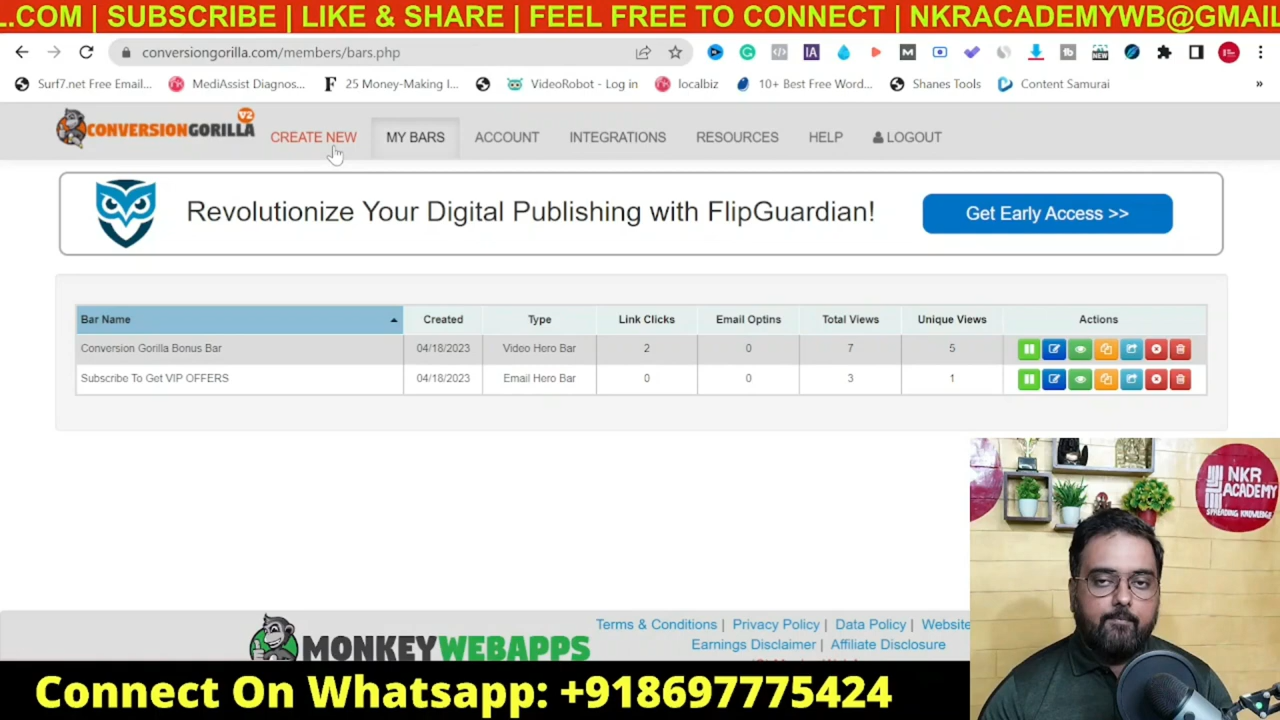 L.COM | SUBSCRIBE | LIKE & SHARE | FEEL FREE TO CONNECT | NKRACADEMYWB@GMAIL
conversiongorilla.com/members/bars.php
Surf7.net Free Email... MediAssist Diagnos... 25 Money-Making I... VideoRobot - Log in localbiz 10+ Best Free Word... Shanes Tools Content Samurai »
CONVERSIONGORILLA V2 CREATE NEW MY BARS ACCOUNT INTEGRATIONS RESOURCES HELP LOGOUT
Revolutionize Your Digital Publishing with FlipGuardian! Get Early Access >>
Bar Name Created Type Link Clicks Email Optins Total Views Unique Views Actions
Conversion Gorilla Bonus Bar 04/18/2023 Video Hero Bar 2 0 7 5
Subscribe To Get VIP OFFERS 04/18/2023 Email Hero Bar 0 0 3 1
NKR
ACADEMY
SPREADING KNOWLEDGE
MONKEYWEBAPPS
Terms & Conditions | Privacy Policy | Data Policy | Website
Earnings Disclaimer | Affiliate Disclosure
Connect On Whatsapp: +918697775424